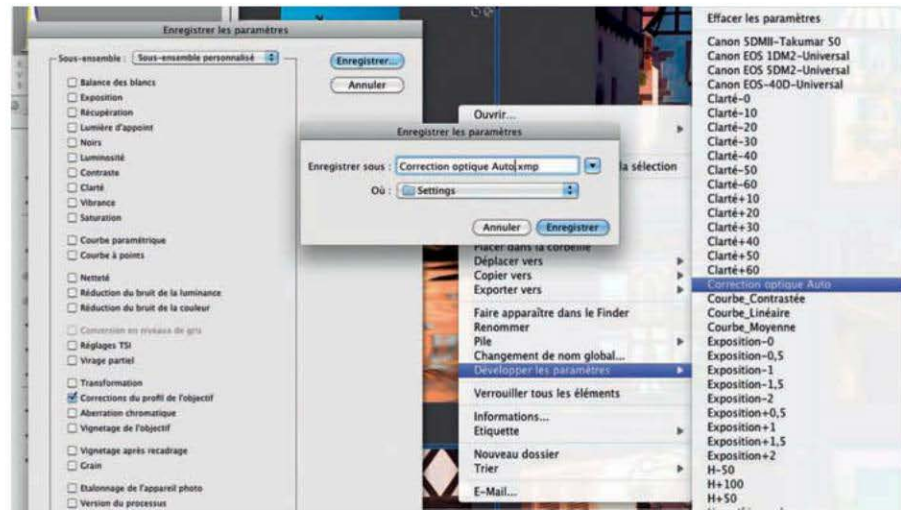 Enregistrer les paramètres
Sous-ensemble : Sous-ensemble personnalisé
Enregistrer...
Annuler
Balance des blancs
Exposition
Récupération
Lumière d'appoint
Noirs
Luminosité
Contraste
Clarté
Vibrance
Saturation
Courbe paramétrique
Courbe à points
Netteté
Réduction du bruit de la luminance
Réduction du bruit de la couleur
Conversion en niveaux de gris
Réglages TSI
Virage partiel
Transformation
Corrections du profil de l'objectif
Aberration chromatique
Vignetage de l'objectif
Vignetage après recadrage
Grain
Etalonnage de l'appareil photo
Version du processus
Enregistrer les paramètres
Enregistrer sous : Correction optique Auto.xmp
Où : Settings
Annuler
Enregistrer
Ouvrir...
la sélection
Placer dans la corbeille
Déplacer vers
Copier vers
Exporter vers
Faire apparaître dans le Finder
Renommer
Pile
Changement de nom global...
Développer les paramètres
Verrouiller tous les éléments
Informations...
Etiquette
Nouveau dossier
Trier
E-Mail...
Effacer les paramètres
Canon 5DMII-Takumar 50
Canon EOS 1DM2-Universal
Canon EOS 5DM2-Universal
Canon EOS-40D-Universal
Clarté-0
Clarté-10
Clarté-20
Clarté-30
Clarté-40
Clarté-50
Clarté-60
Clarté+10
Clarté+20
Clarté+30
Clarté+40
Clarté+50
Clarté+60
Correction optique Auto
Courbe_Contrastée
Courbe_Linéaire
Courbe_Moyenne
Exposition-0
Exposition-0,5
Exposition-1
Exposition-1,5
Exposition-2
Exposition+0,5
Exposition+1
Exposition+1,5
Exposition+2
H-50
H+100
H+50